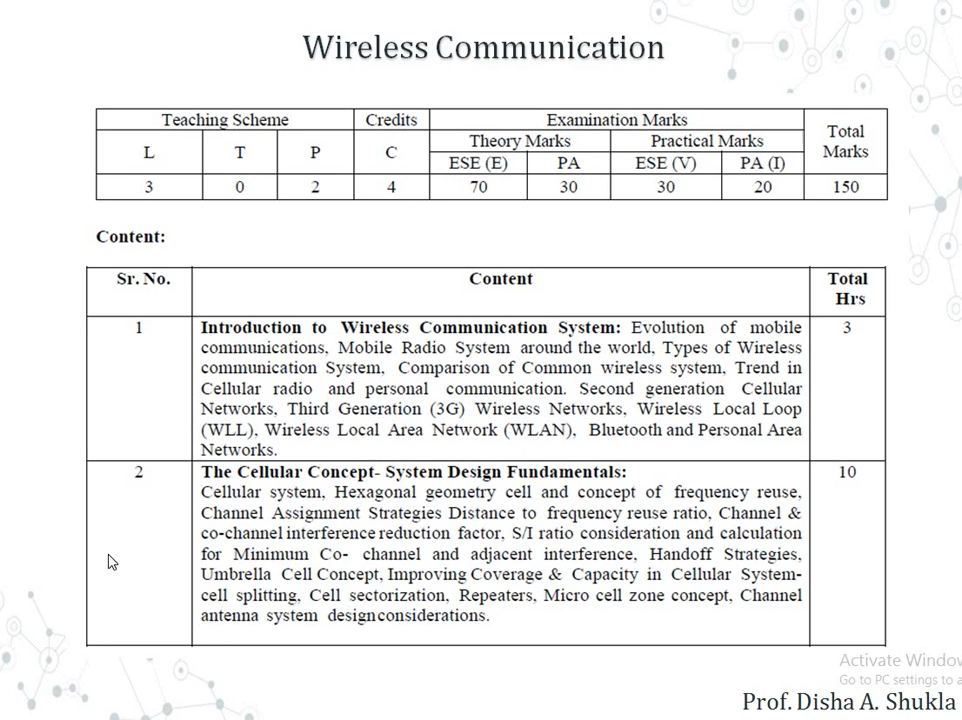 Wireless Communication
Teaching Scheme Credits Examination Marks Total Marks
L T P C Theory Marks Practical Marks
ESE (E) PA ESE (V) PA (I)
3 0 2 4 70 30 30 20 150
Content:
Sr. No. Content Total Hrs
1 Introduction to Wireless Communication System: Evolution of mobile 3
communications, Mobile Radio System around the world, Types of Wireless
communication System, Comparison of Common wireless system, Trend in
Cellular radio and personal communication. Second generation Cellular
Networks, Third Generation (3G) Wireless Networks, Wireless Local Loop
(WLL), Wireless Local Area Network (WLAN), Bluetooth and Personal Area
Networks.
2 The Cellular Concept- System Design Fundamentals: 10
Cellular system, Hexagonal geometry cell and concept of frequency reuse,
Channel Assignment Strategies Distance to frequency reuse ratio, Channel &
co-channel interference reduction factor, S/I ratio consideration and calculation
for Minimum Co- channel and adjacent interference, Handoff Strategies,
Umbrella Cell Concept, Improving Coverage & Capacity in Cellular System-
cell splitting, Cell sectorization, Repeaters, Micro cell zone concept, Channel
antenna system design considerations.
Activate Window
Go to PC settings to a
Prof. Disha A. Shukla